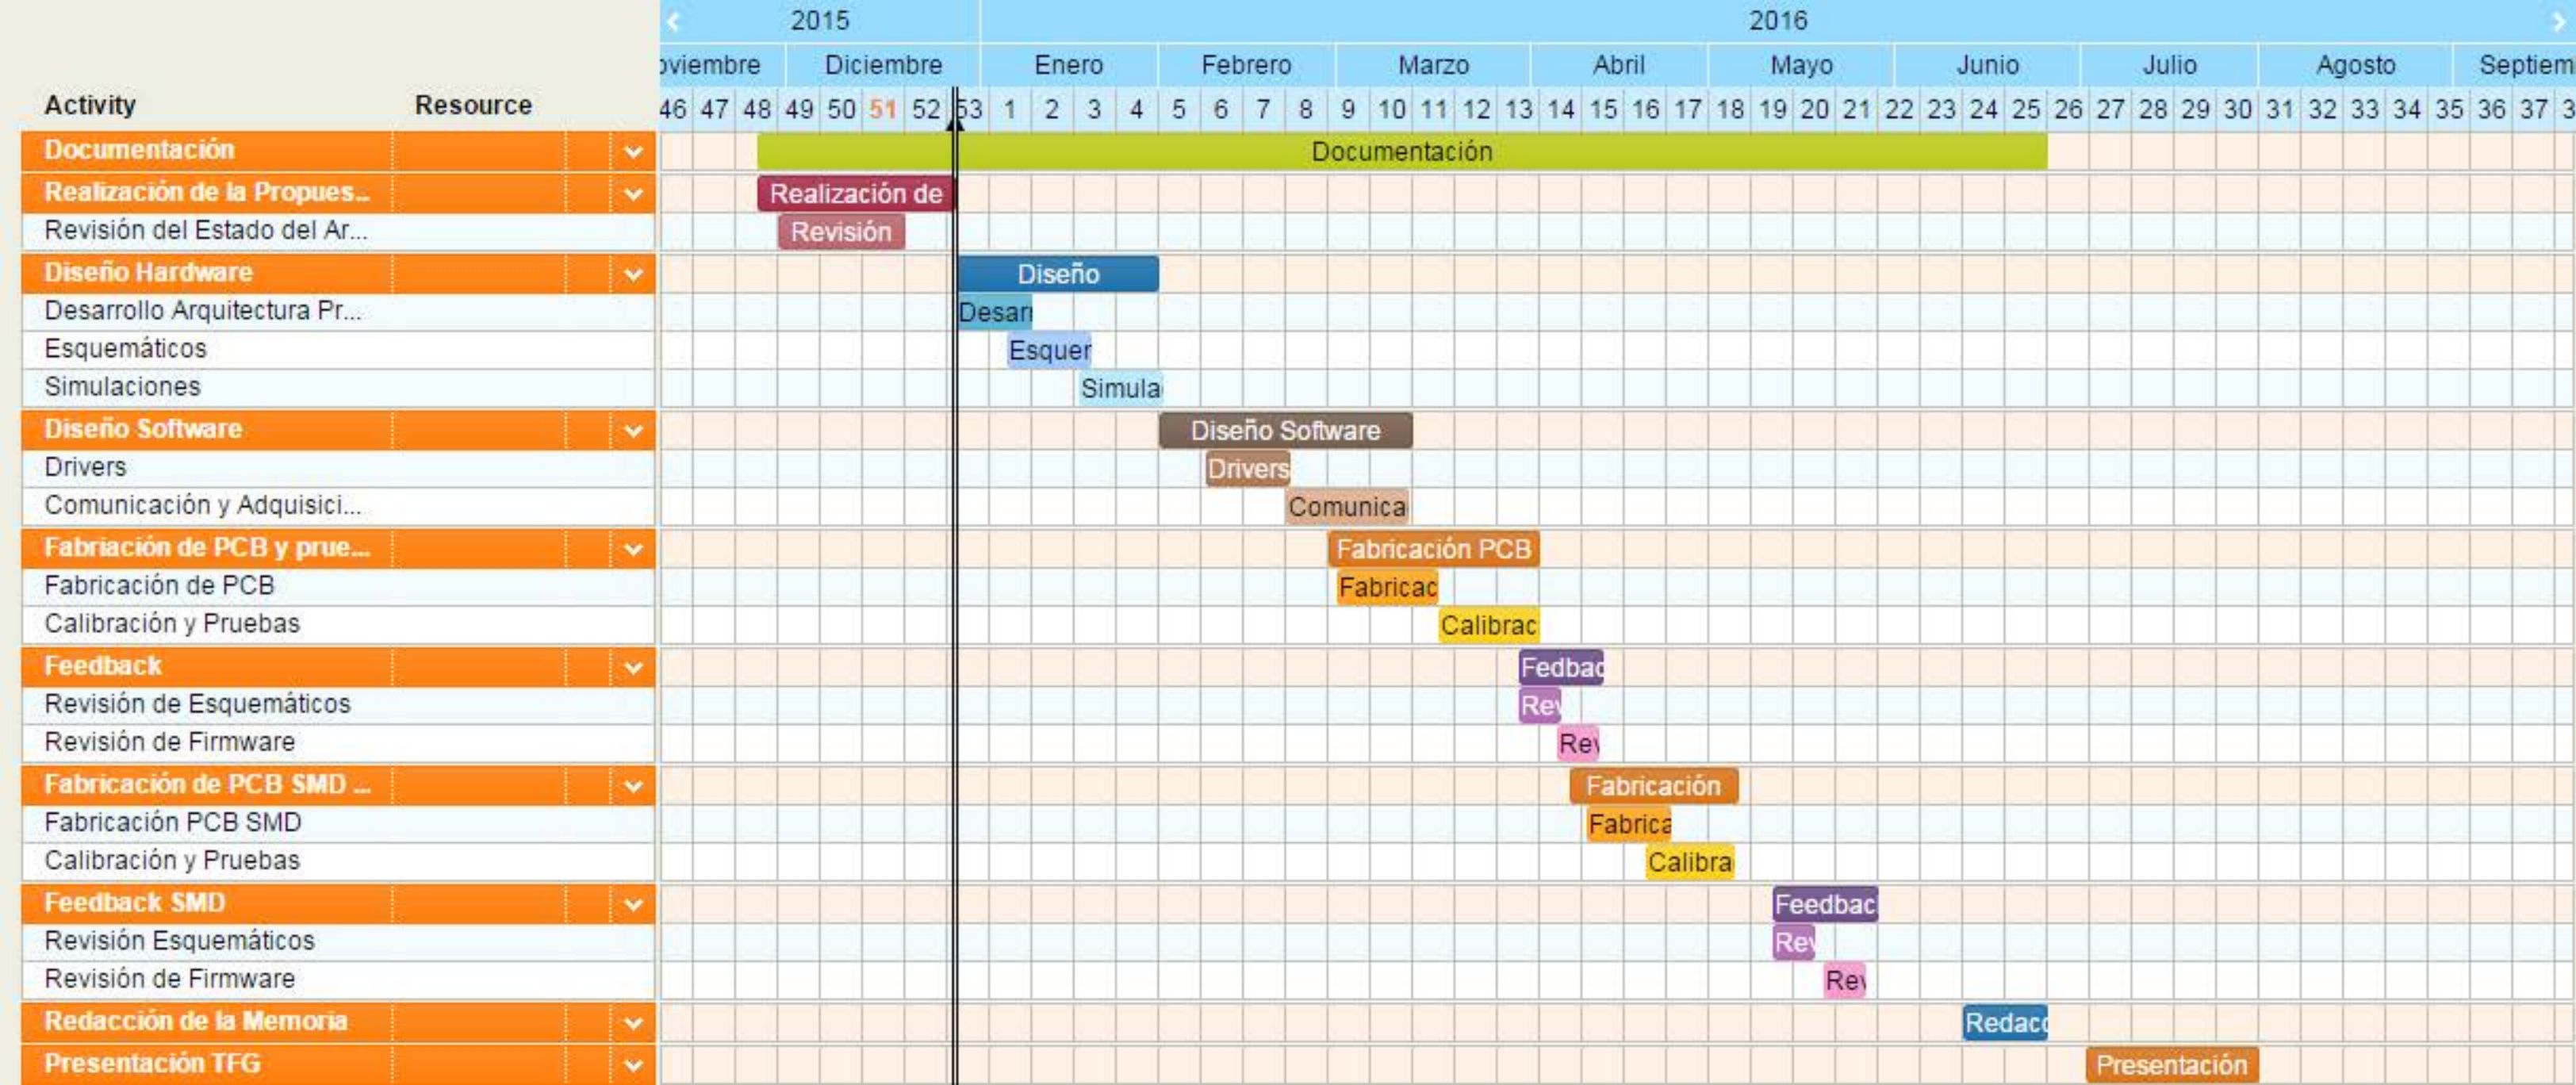 2015 2016
oviembre Diciembre Enero Febrero Marzo Abril Mayo Junio Julio Agosto Septiem
Activity Resource 46 47 48 49 50 51 52 53 1 2 3 4 5 6 7 8 9 10 11 12 13 14 15 16 17 18 19 20 21 22 23 24 25 26 27 28 29 30 31 32 33 34 35 36 37 3
Documentación Documentación
Realización de la Propues... Realización de
Revisión del Estado del Ar... Revisión
Diseño Hardware Diseño
Desarrollo Arquitectura Pr... Desarr
Esquemáticos Esquer
Simulaciones Simula
Diseño Software Diseño Software
Drivers Drivers
Comunicación y Adquisici... Comunica
Fabriación de PCB y prue... Fabricación PCB
Fabricación de PCB Fabricac
Calibración y Pruebas Calibrac
Feedback Fedbac
Revisión de Esquemáticos Rev
Revisión de Firmware Rev
Fabricación de PCB SMD ... Fabricación
Fabricación PCB SMD Fabrica
Calibración y Pruebas Calibra
Feedback SMD Feedbac
Revisión Esquemáticos Rev
Revisión de Firmware Rev
Redacción de la Memoria Redacc
Presentación TFG Presentación